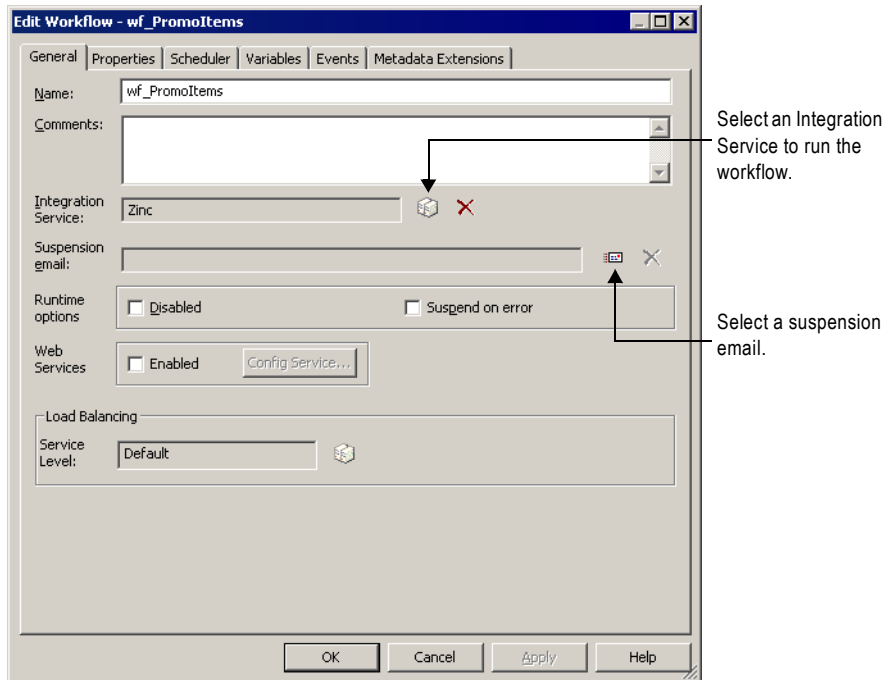 Edit Workflow - wf_PromoItems
General Properties Scheduler Variables Events Metadata Extensions
Name: wf_PromoItems
Comments:
Select an Integration
Service to run the
workflow.
Integration
Service: Zinc
Suspension
email:
Runtime
options
Disabled Suspend on error
Select a suspension
email.
Web
Services
Enabled Config Service...
Load Balancing
Service
Level: Default
OK Cancel Apply Help